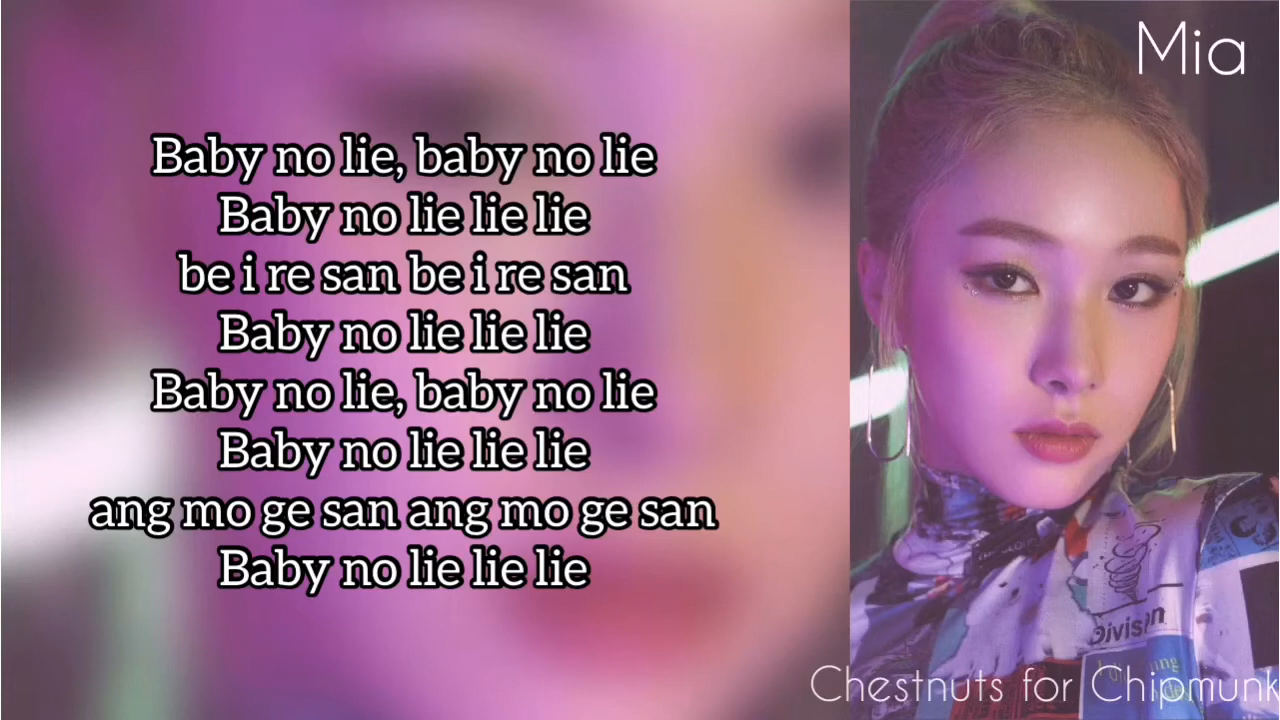 Mia
Baby no lie, baby no lie
Baby no lie lie lie
be i re san be i re san
Baby no lie lie lie
Baby no lie, baby no lie
Baby no lie lie lie
ang mo ge san ang mo ge san
Baby no lie lie lie
Division
Chestnuts for Chipmunk